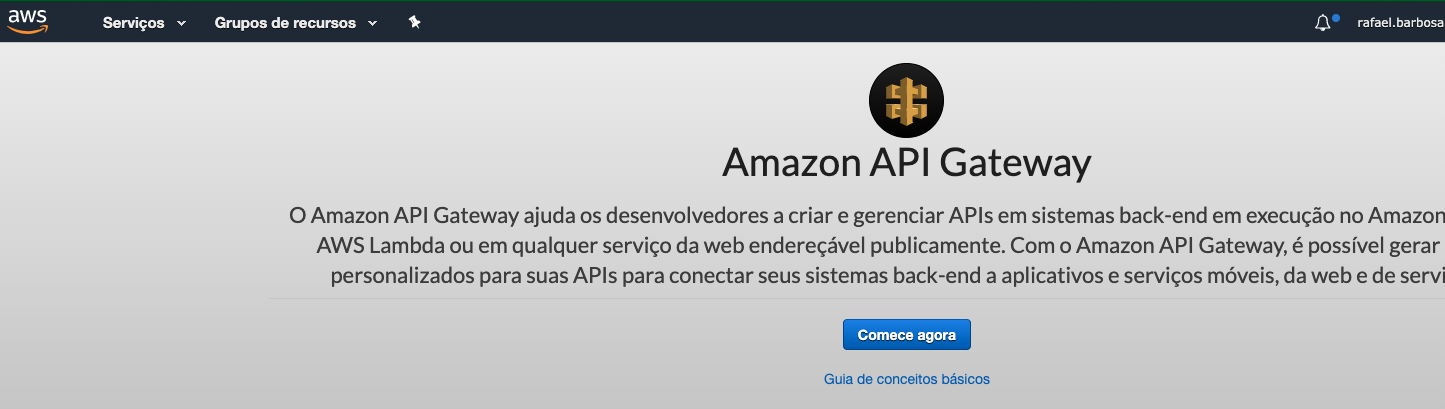 aws Serviços Grupos de recursos rafael.barbosa
Amazon API Gateway
O Amazon API Gateway ajuda os desenvolvedores a criar e gerenciar APIs em sistemas back-end em execução no Amazon
AWS Lambda ou em qualquer serviço da web endereçável publicamente. Com o Amazon API Gateway, é possível gerar
personalizados para suas APIs para conectar seus sistemas back-end a aplicativos e serviços móveis, da web e de servi
Comece agora
Guia de conceitos básicos